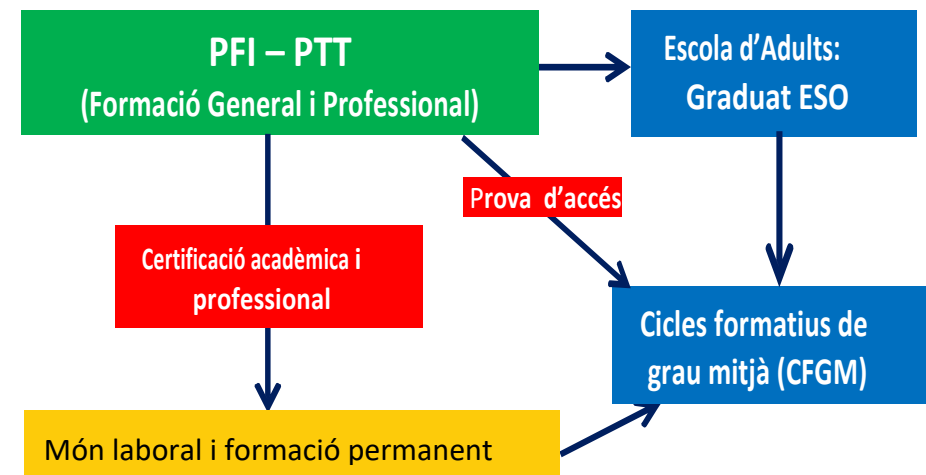 PFI – PTT
(Formació General i Professional)
Escola d'Adults:
Graduat ESO
Prova d'accés
Certificació acadèmica i
professional
Cicles formatius de
grau mitjà (CFGM)
Món laboral i formació permanent